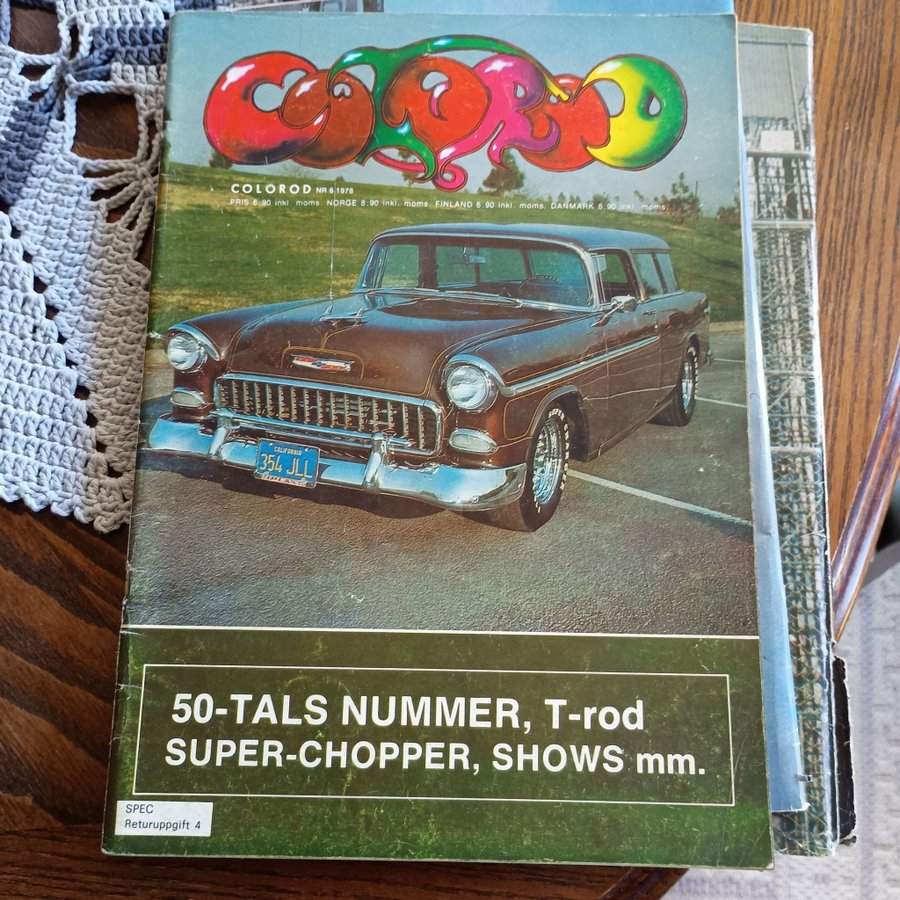 COLOROD
COLOROD NR 6 1978
PRIS 6:90 inkl. moms. NORGE 8:90 inkl. moms. FINLAND 6:90 inkl. moms. DANMARK 8:90 inkl. moms.
CALIFORNIA
354 JLL
50-TALS NUMMER, T-rod
SUPER-CHOPPER, SHOWS mm.
SPEC
Returuppgift 4